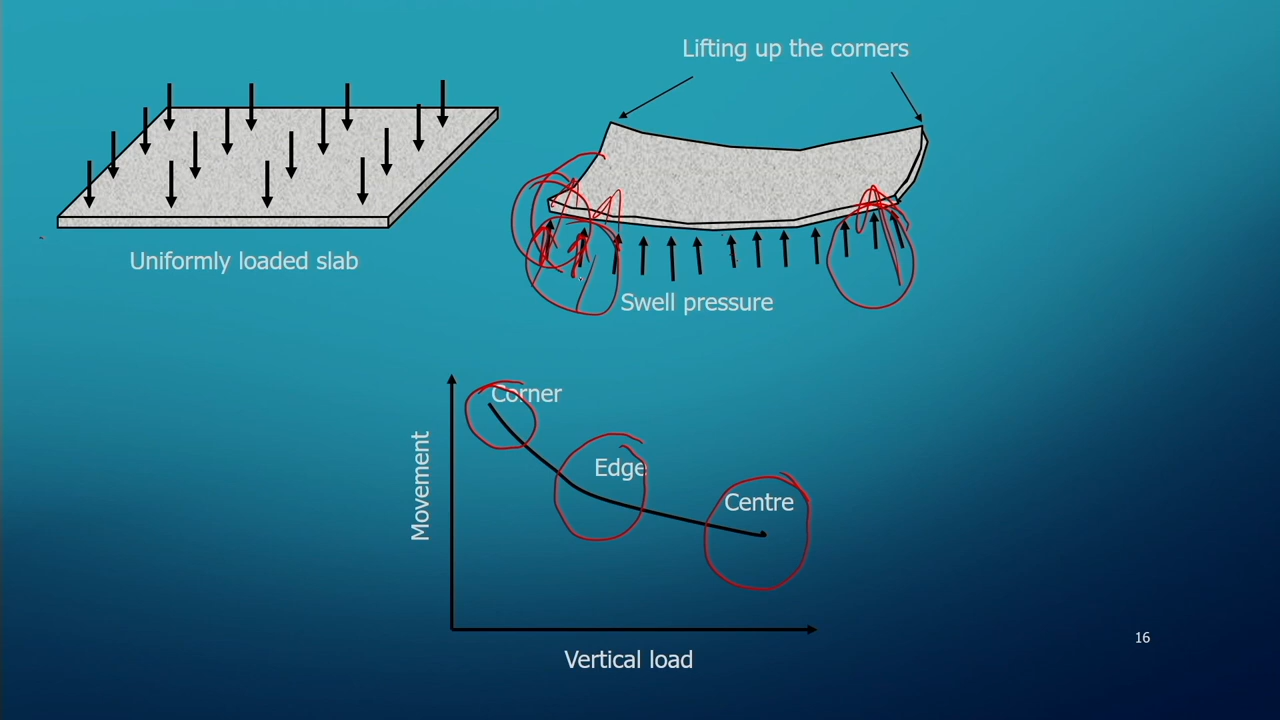 Lifting up the corners
Uniformly loaded slab
Swell pressure
Corner
Edge
Centre
Movement
Vertical load
16